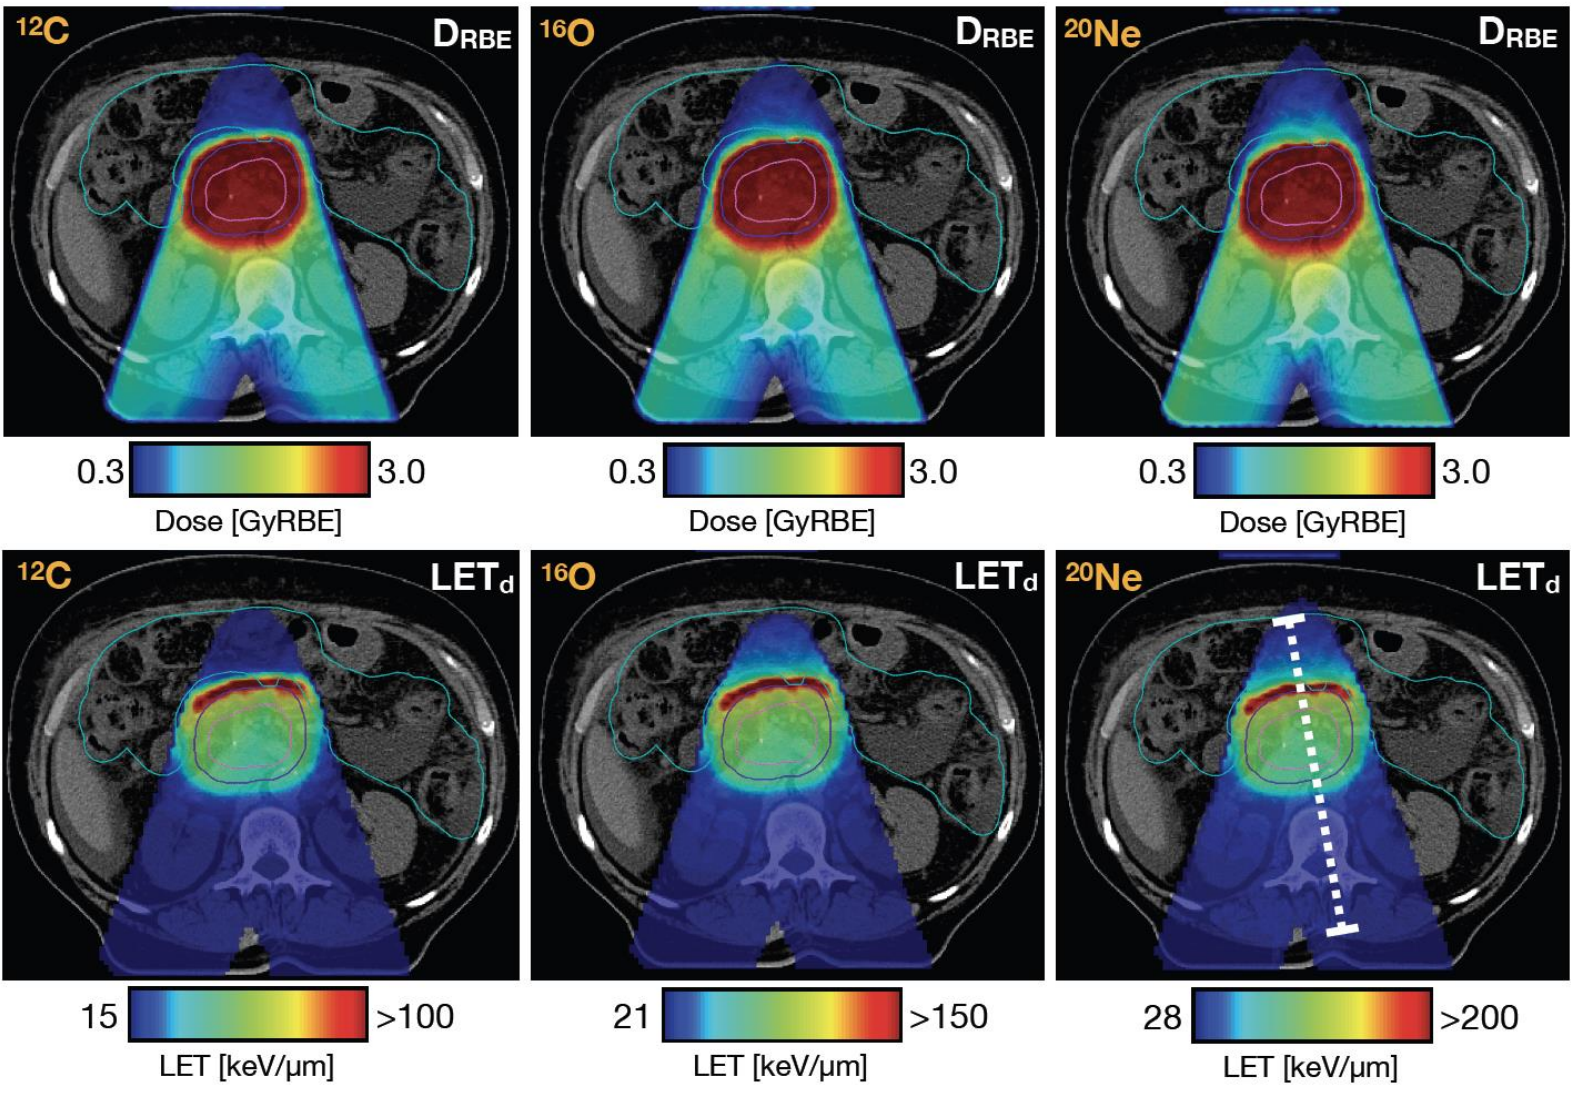 ¹²C DRBE ¹⁶O DRBE ²⁰Ne DRBE
0.3 3.0 0.3 3.0 0.3 3.0
Dose [GyRBE] Dose [GyRBE] Dose [GyRBE]
¹²C LETd ¹⁶O LETd ²⁰Ne LETd
15 >100 21 >150 28 >200
LET [keV/μm] LET [keV/μm] LET [keV/μm]